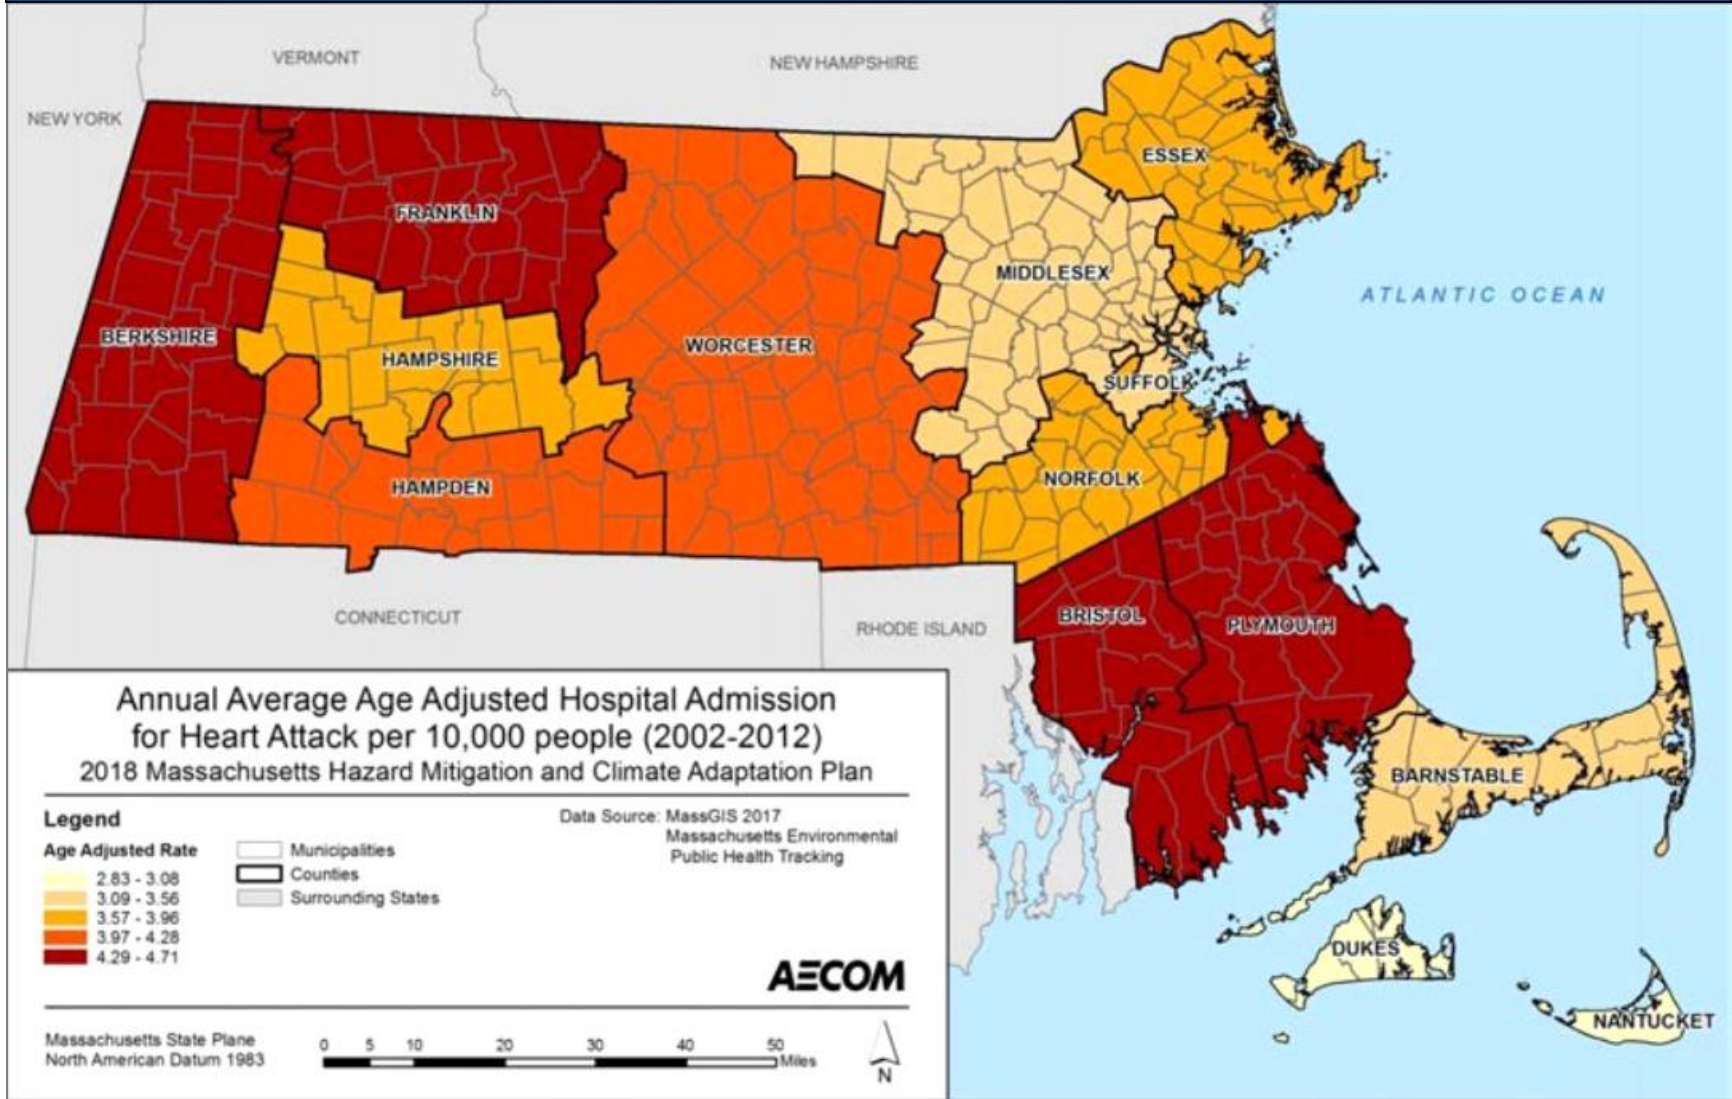 VERMONT
NEW HAMPSHIRE
NEW YORK
ESSEX
FRANKLIN
MIDDLESEX
ATLANTIC OCEAN
BERKSHIRE
HAMPSHIRE
WORCESTER
SUFFOLK
HAMPDEN
NORFOLK
CONNECTICUT
RHODE ISLAND
BRISTOL
PLYMOUTH
BARNSTABLE
DUKES
NANTUCKET
Annual Average Age Adjusted Hospital Admission
for Heart Attack per 10,000 people (2002-2012)
2018 Massachusetts Hazard Mitigation and Climate Adaptation Plan
Legend
Age Adjusted Rate
2.83 - 3.08
3.09 - 3.56
3.57 - 3.96
3.97 - 4.28
4.29 - 4.71
Municipalities
Counties
Surrounding States
Data Source: MassGIS 2017
Massachusetts Environmental
Public Health Tracking
AECOM
Massachusetts State Plane
North American Datum 1983
0 5 10 20 30 40 50
Miles
N